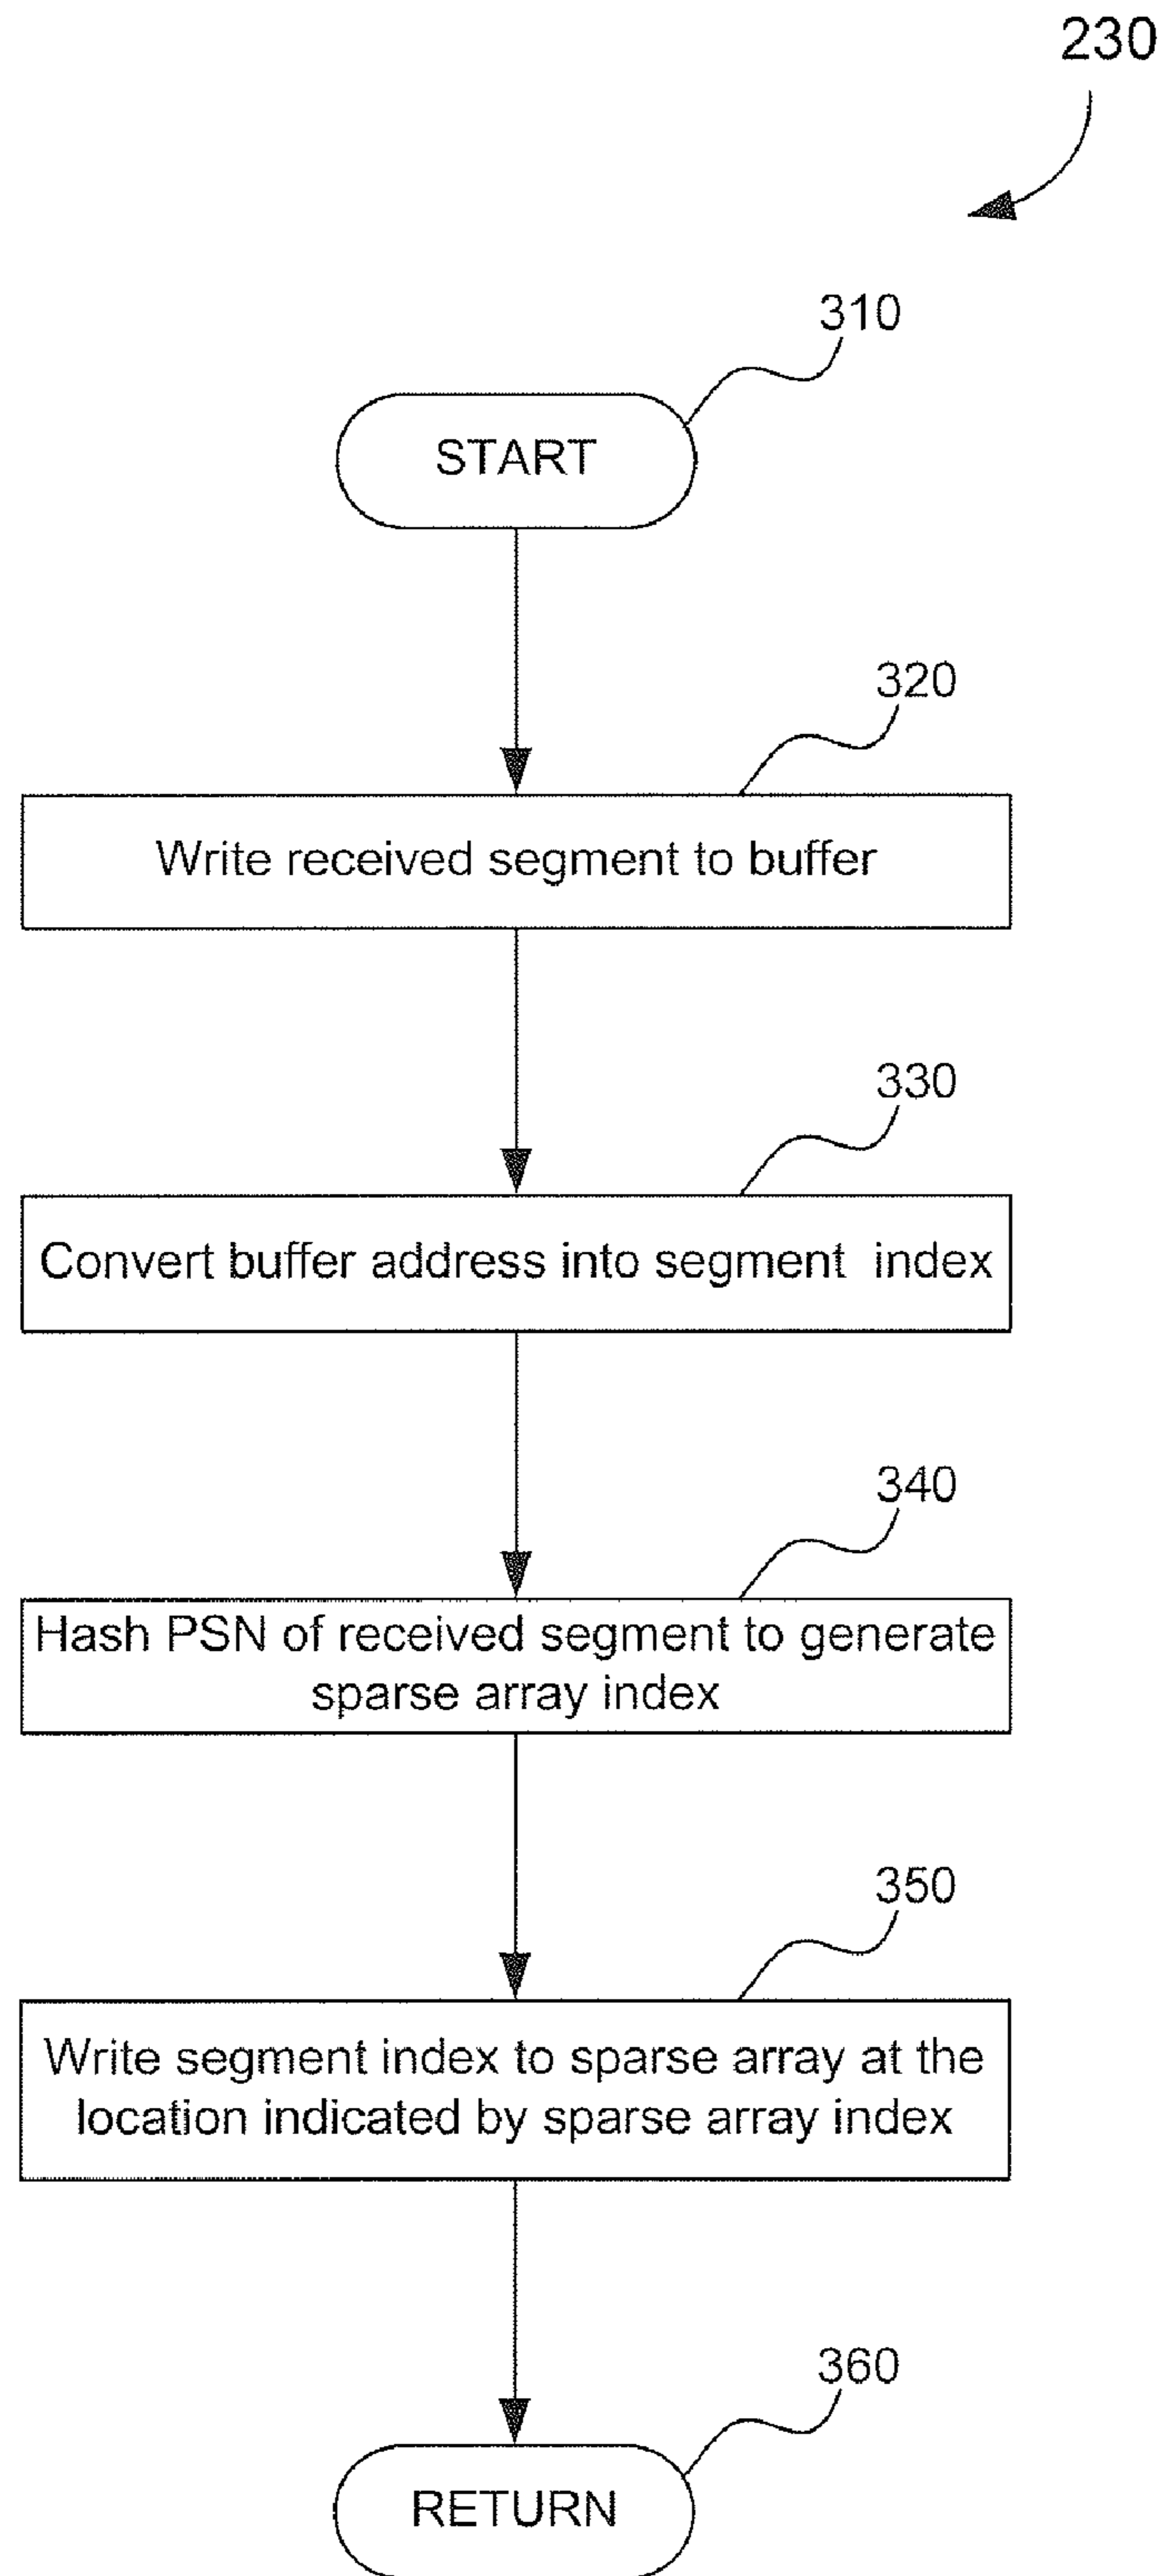 230
310
START
320
Write received segment to buffer
330
Convert buffer address into segment index
340
Hash PSN of received segment to generate
sparse array index
350
Write segment index to sparse array at the
location indicated by sparse array index
360
RETURN